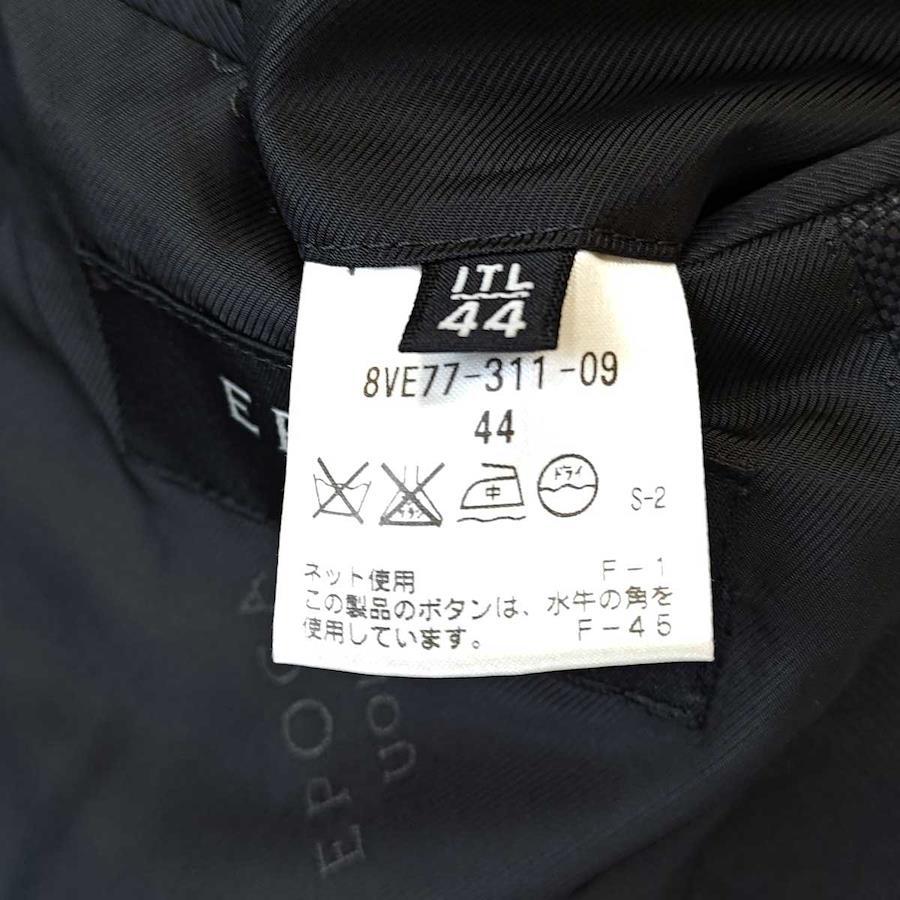 ITL
44
8VE77-311-09
44
中
ドライ
S-2
ネット使用 F-1
この製品のボタンは、水牛の角を
使用しています。 F-45
E
EPOCA
UO